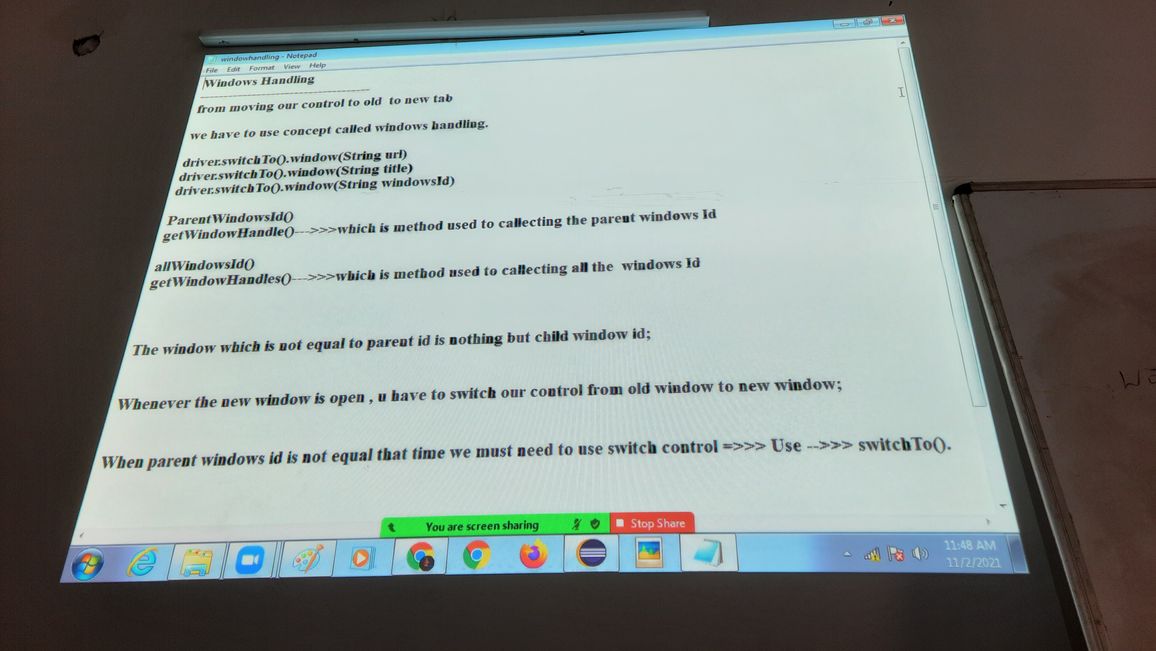 windowhandling - Notepad
File Edit Format View Help
Windows Handling
----------------------------------------
from moving our control to old to new tab
we have to use concept called windows handling.
driver.switchTo().window(String url)
driver.switchTo().window(String title)
driver.switchTo().window(String windowsId)
ParentWindowsId()
getWindowHandle()--->>>which is method used to callecting the parent windows Id
allWindowsId()
getWindowHandles()--->>>which is method used to callecting all the windows Id
The window which is not equal to parent id is nothing but child window id;
Whenever the new window is open , u have to switch our control from old window to new window;
When parent windows id is not equal that time we must need to use switch control =>>> Use -->>> switchTo().
You are screen sharing Stop Share
11:48 AM
11/2/2021